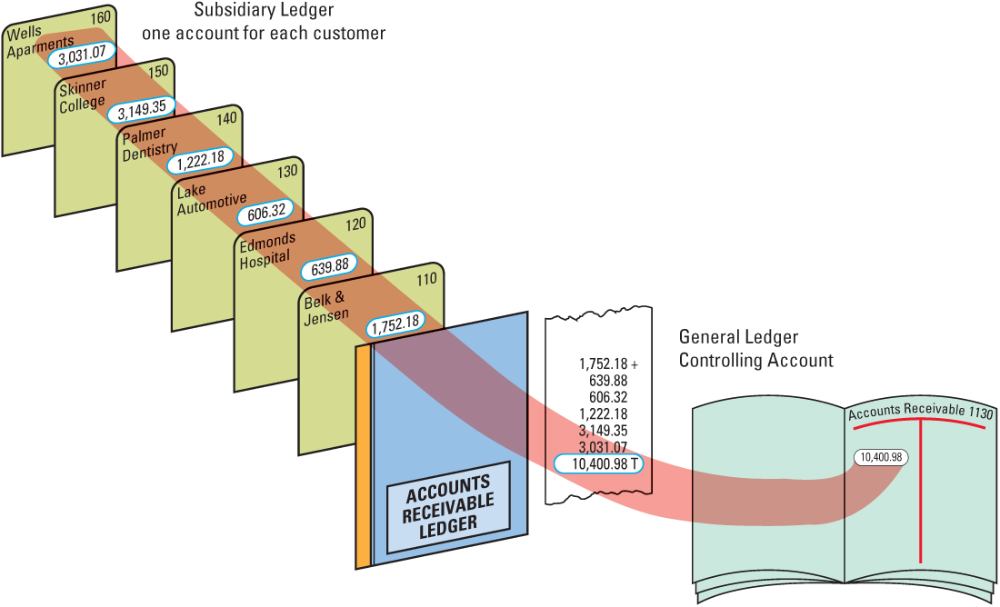 Subsidiary Ledger
one account for each customer
160
Wells
Aparments
3,031.07
150
Skinner
College
3,149.35
140
Palmer
Dentistry
1,222.18
130
Lake
Automotive
606.32
120
Edmonds
Hospital
639.88
110
Belk &
Jensen
1,752.18
ACCOUNTS
RECEIVABLE
LEDGER
1,752.18 +
639.88
606.32
1,222.18
3,149.35
3,031.07
10,400.98 T
General Ledger
Controlling Account
Accounts Receivable 1130
10,400.98